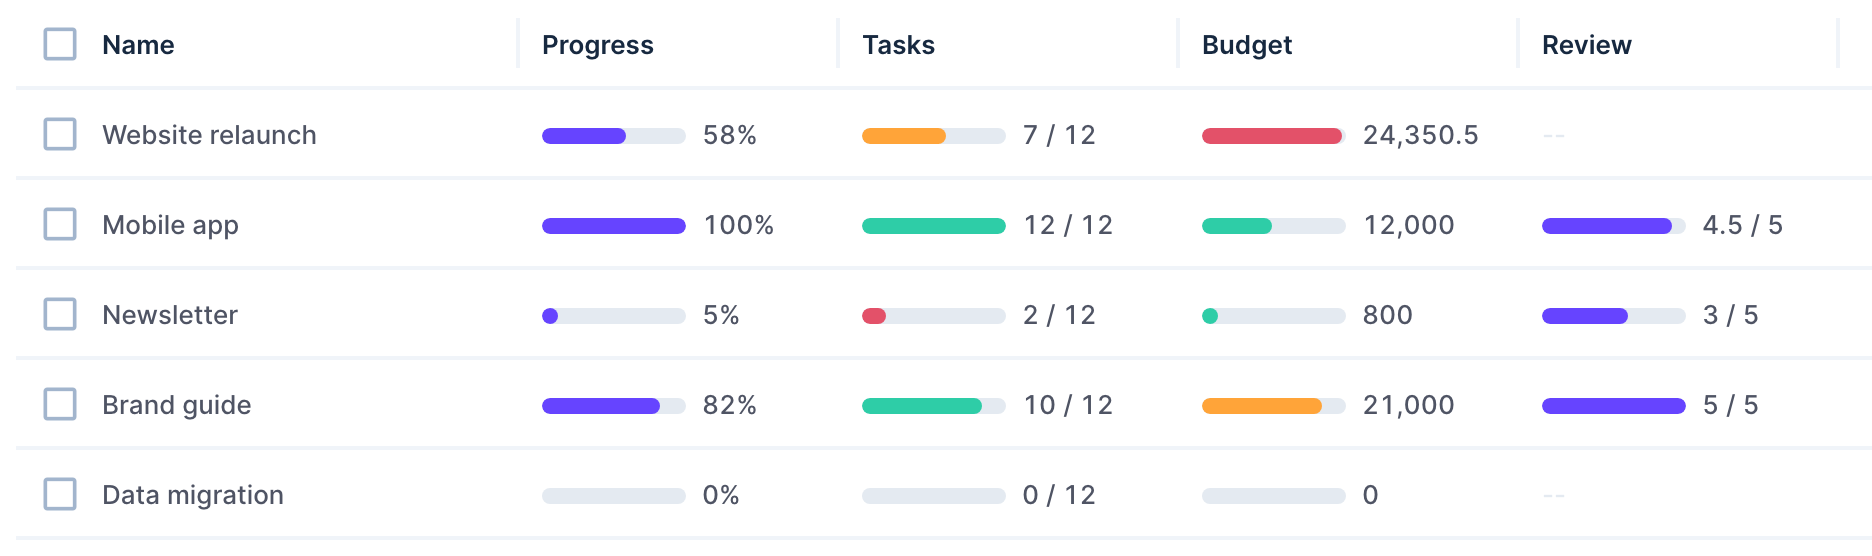 Name Progress Tasks Budget Review
Website relaunch 58% 7 / 12 24,350.5 --
Mobile app 100% 12 / 12 12,000 4.5 / 5
Newsletter 5% 2 / 12 800 3 / 5
Brand guide 82% 10 / 12 21,000 5 / 5
Data migration 0% 0 / 12 0 --